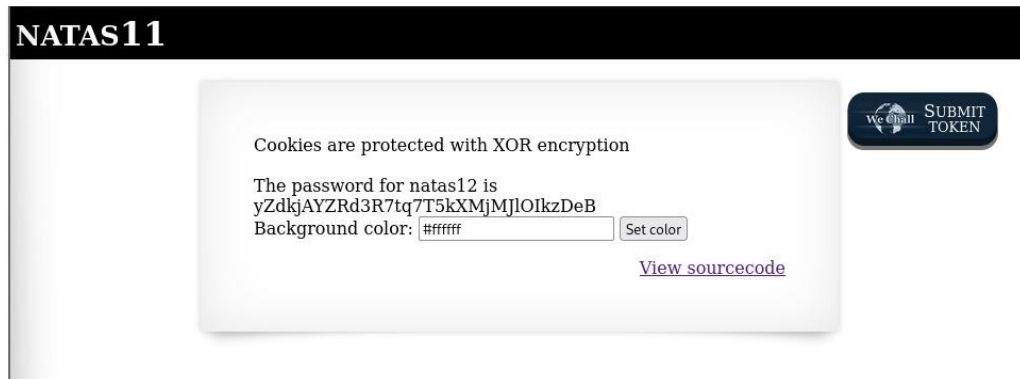 NATAS11
We Chall SUBMIT
TOKEN
Cookies are protected with XOR encryption
The password for natas12 is
yZdkjAYZRd3R7tq7T5kXMjMJlOIkzDeB
Background color: #ffffff Set color
View sourcecode